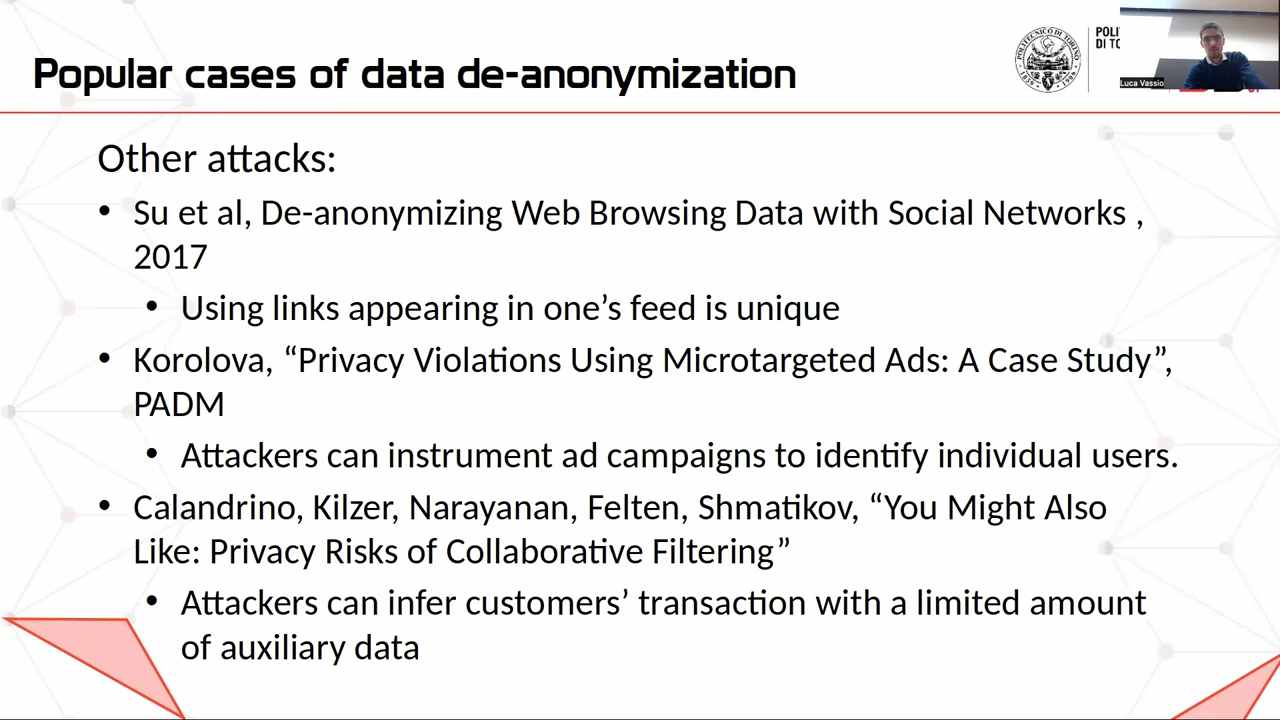 Popular cases of data de-anonymization
POLI
DI TO
Luca Vassio
Other attacks:
• Su et al, De-anonymizing Web Browsing Data with Social Networks ,
2017
• Using links appearing in one’s feed is unique
• Korolova, “Privacy Violations Using Microtargeted Ads: A Case Study”,
PADM
• Attackers can instrument ad campaigns to identify individual users.
• Calandrino, Kilzer, Narayanan, Felten, Shmatikov, “You Might Also
Like: Privacy Risks of Collaborative Filtering”
• Attackers can infer customers’ transaction with a limited amount
of auxiliary data